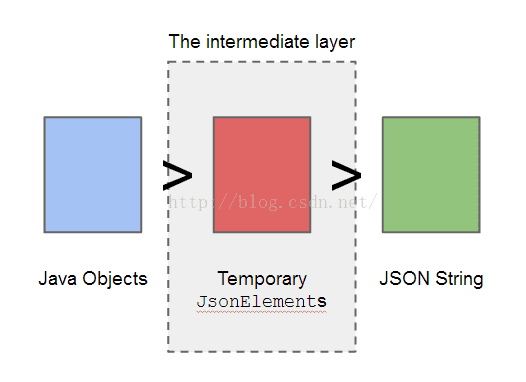 The intermediate layer
> >
http://blog.csdn.net/
Java Objects
Temporary
JsonElements
JSON String